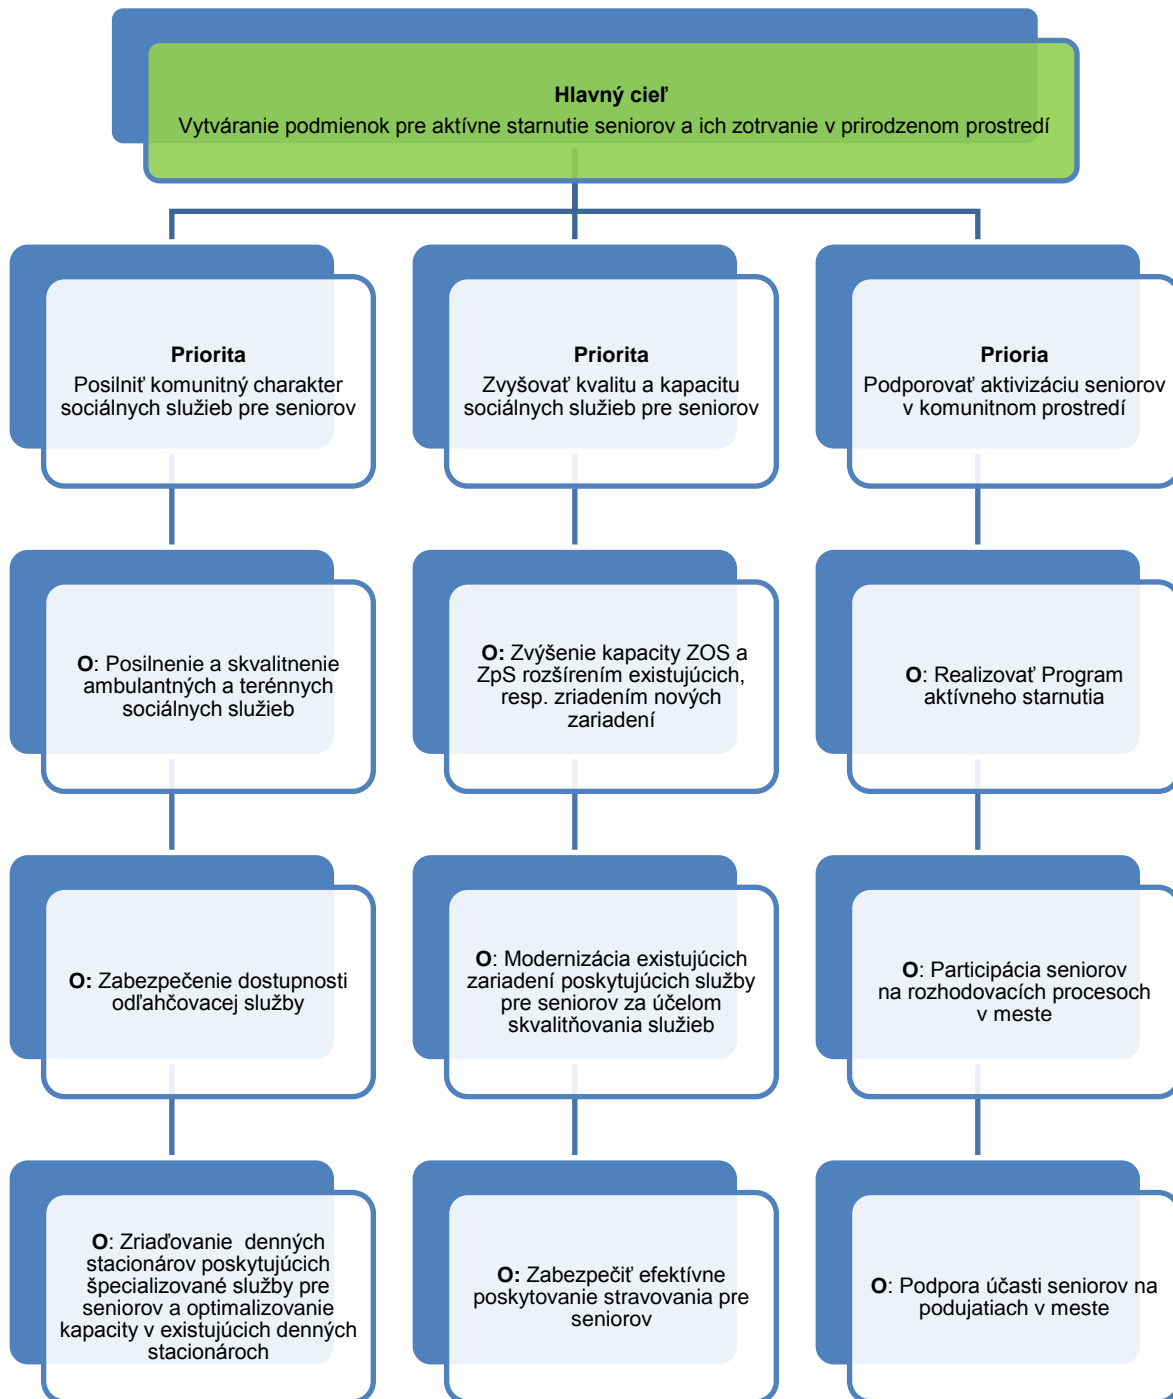 Hlavný cieľ
Vytváranie podmienok pre aktívne starnutie seniorov a ich zotrvanie v prirodzenom prostredí
Priorita
Posilniť komunitný charakter
sociálnych služieb pre seniorov
Priorita
Zvyšovať kvalitu a kapacitu
sociálnych služieb pre seniorov
Prioria
Podporovať aktivizáciu seniorov
v komunitnom prostredí
O: Posilnenie a skvalitnenie
ambulantných a terénnych
sociálnych služieb
O: Zvýšenie kapacity ZOS a
ZpS rozšírením existujúcich,
resp. zriadením nových
zariadení
O: Realizovať Program
aktívneho starnutia
O: Zabezpečenie dostupnosti
odľahčovacej služby
O: Modernizácia existujúcich
zariadení poskytujúcich služby
pre seniorov za účelom
skvalitňovania služieb
O: Participácia seniorov
na rozhodovacích procesoch
v meste
O: Zriaďovanie denných
stacionárov poskytujúcich
špecializované služby pre
seniorov a optimalizovanie
kapacity v existujúcich denných
stacionároch
O: Zabezpečiť efektívne
poskytovanie stravovania pre
seniorov
O: Podpora účasti seniorov na
podujatiach v meste